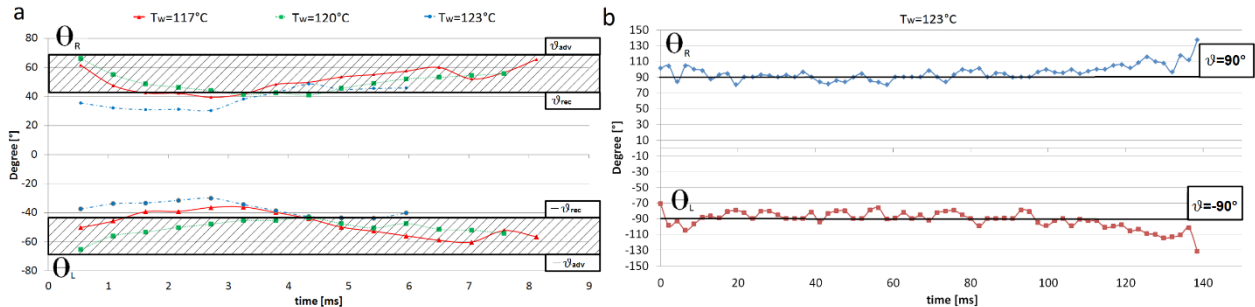 a
Tw=117°C Tw=120°C Tw=123°C
80
60
40
20
0
-20
-40
-60
-80
Degree [°]
ΘR
ϑadv
ϑrec
−ϑrec
−ϑadv
ΘL
0 1 2 3 4 5 6 7 8 9
time [ms]
b
Tw=123°C
150
130
110
90
70
50
30
10
-10
-30
-50
-70
-90
-110
-130
-150
Degree [°]
ΘR
ϑ=90°
ΘL
ϑ=-90°
0 20 40 60 80 100 120 140
time [ms]